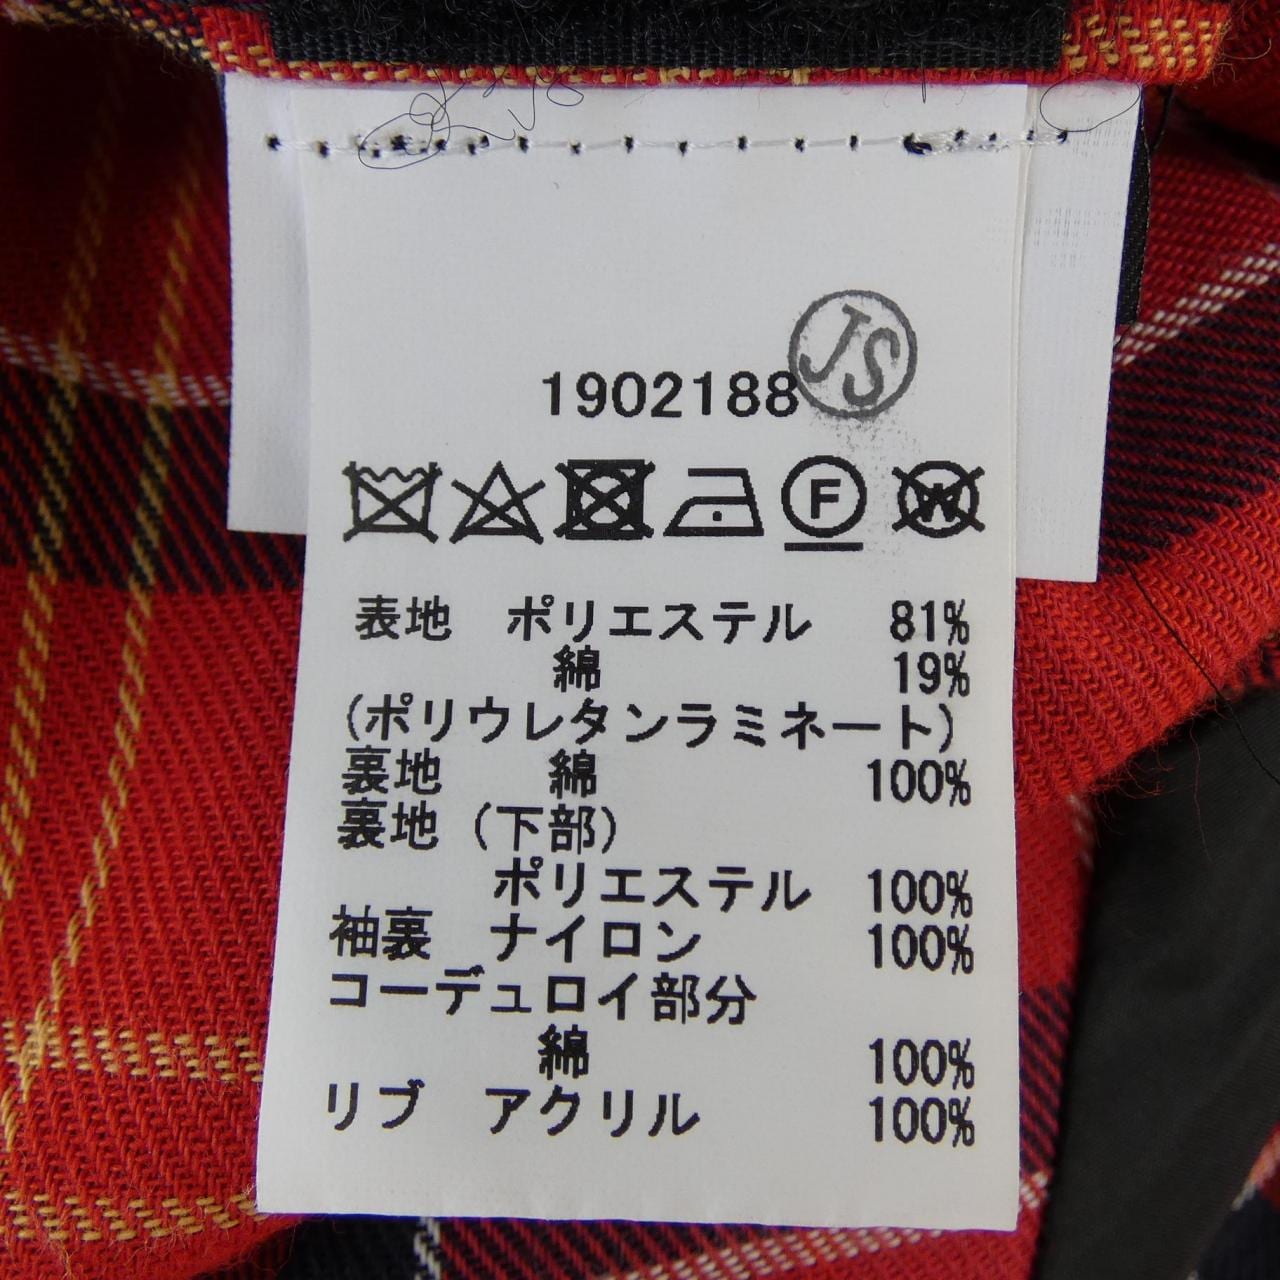 JS
1902188
F
W
表地 ポリエステル 81%
綿 19%
(ポリウレタンラミネート)
裏地 綿 100%
裏地(下部)
ポリエステル 100%
袖裏 ナイロン 100%
コーデュロイ部分
綿 100%
リブ アクリル 100%